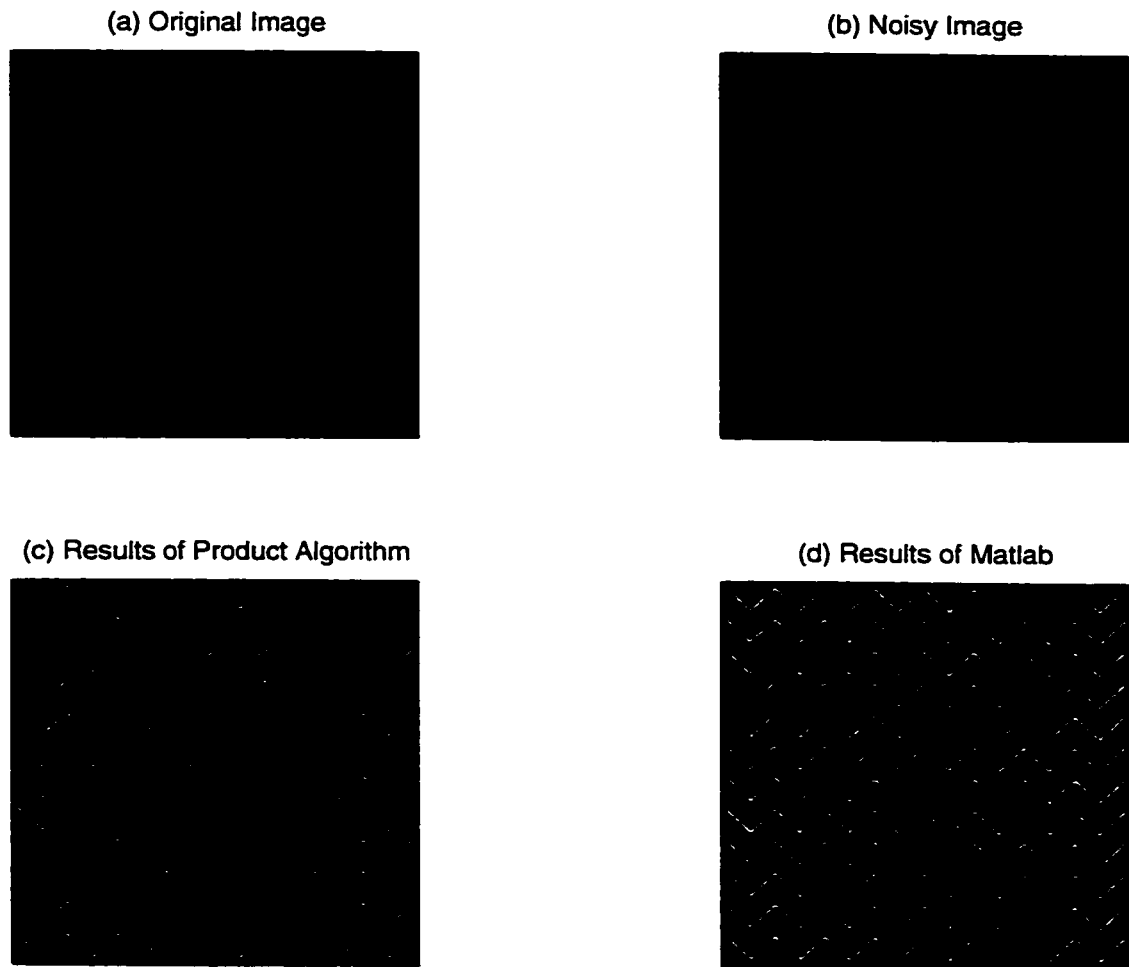 (a) Original Image
(b) Noisy Image
(c) Results of Product Algorithm
(d) Results of Matlab